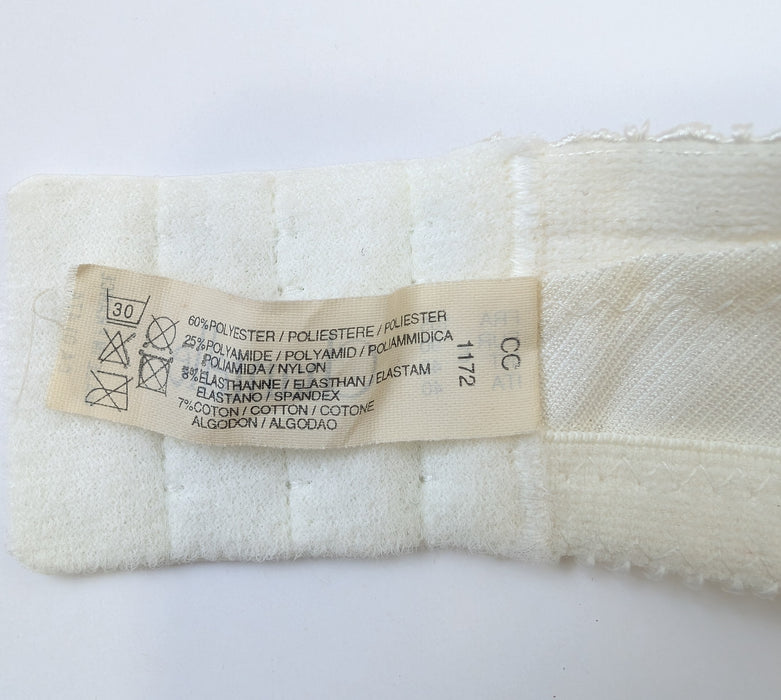 30
60%POLYESTER / POLIESTERE / POLIESTER
25%POLYAMIDE / POLYAMID / POLIAMMIDICA
POLIAMIDA / NYLON
8%ELASTHANNE / ELASTHAN / ELASTAM
ELASTANO / SPANDEX
7%COTON / COTTON / COTONE
ALGODON / ALGODAO
CC
1172